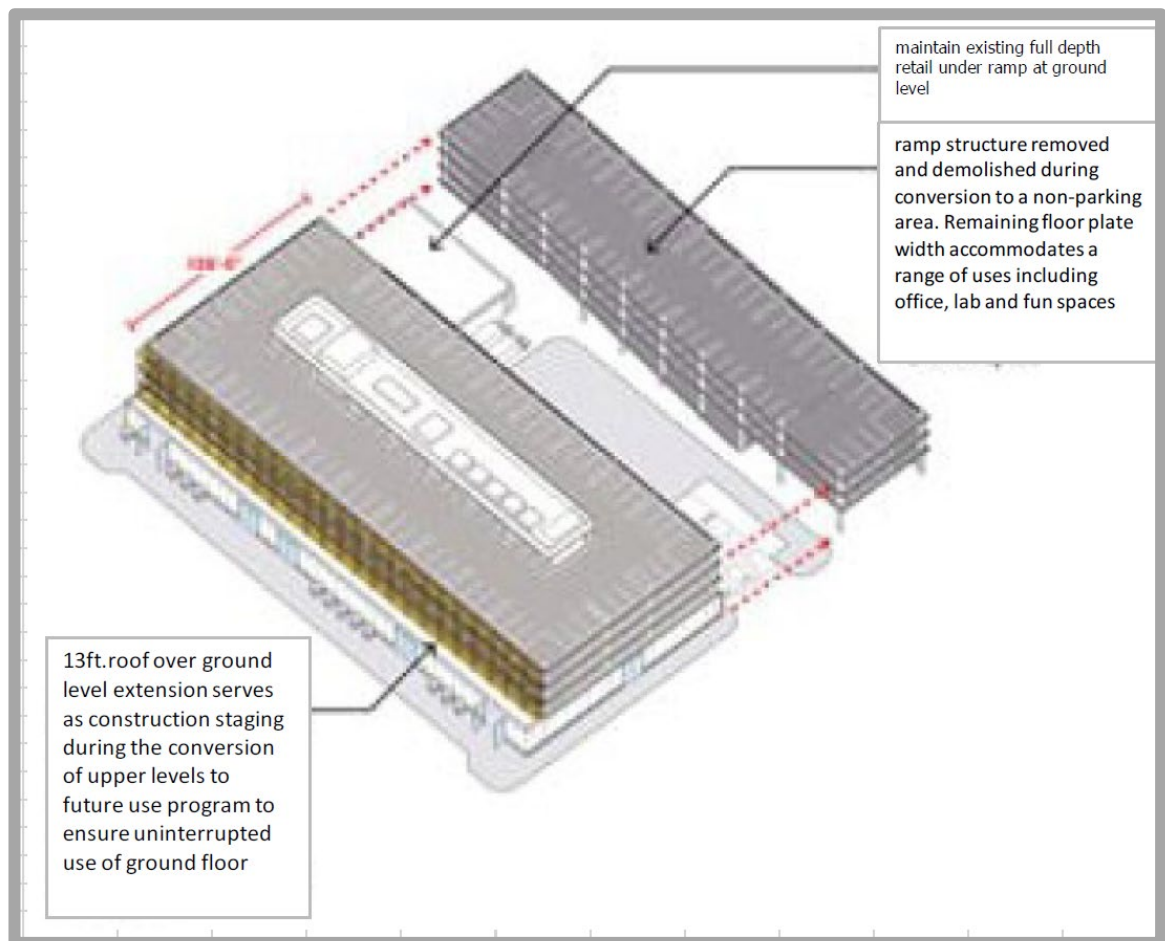 maintain existing full depth
retail under ramp at ground
level
ramp structure removed
and demolished during
conversion to a non-parking
area. Remaining floor plate
width accommodates a
range of uses including
office, lab and fun spaces
13ft.roof over ground
level extension serves
as construction staging
during the conversion
of upper levels to
future use program to
ensure uninterrupted
use of ground floor